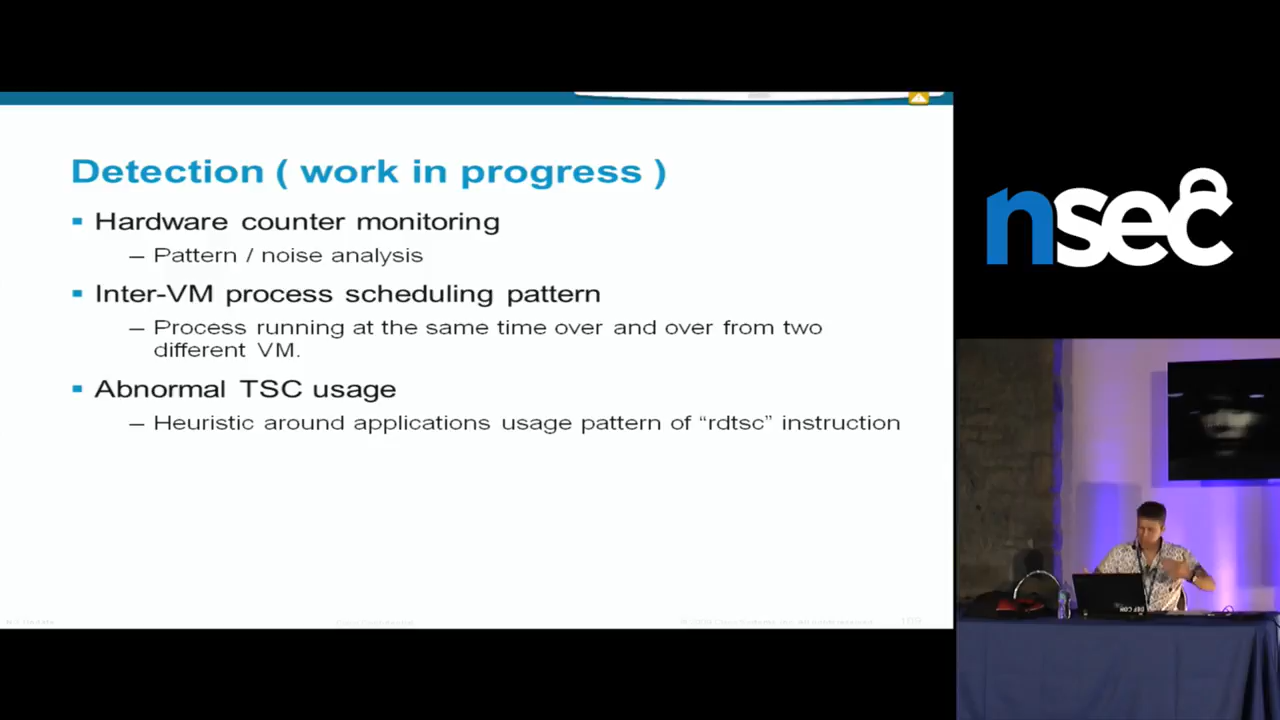 Detection ( work in progress )
Hardware counter monitoring
– Pattern / noise analysis
Inter-VM process scheduling pattern
– Process running at the same time over and over from two
different VM.
Abnormal TSC usage
– Heuristic around applications usage pattern of “rdtsc” instruction
nsec
DEF CON